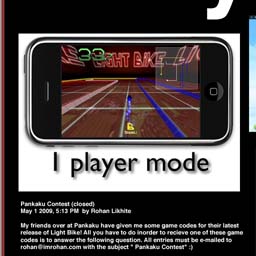 LIGHT BIKE
1 player mode
Pankaku Contest (closed)
May 1 2009, 5:13 PM by Rohan Likhite
My friends over at Pankaku have given me some game codes for their latest
release of Light Bike! All you have to do inorder to recieve one of these game
codes is to answer the following question. All entries must be e-mailed to
rohan@imrohan.com with the subject " Pankaku Contest" :)